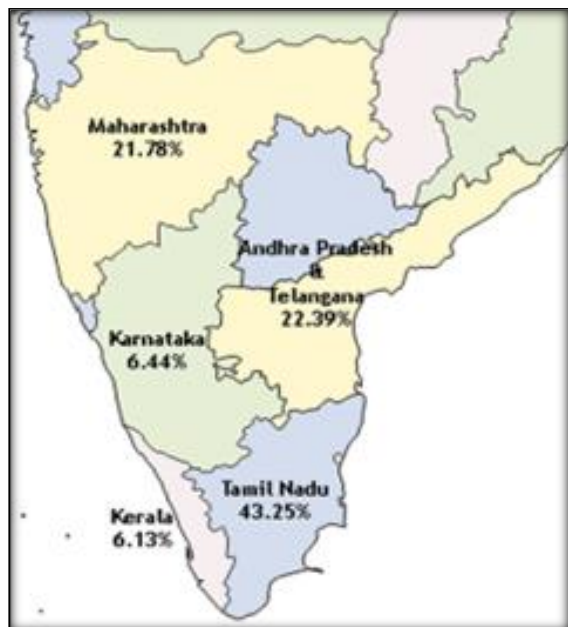 Maharashtra
21.78%
Andhra Pradesh
&
Telangana
22.39%
Karnataka
6.44%
Tamil Nadu
43.25%
Kerala
6.13%